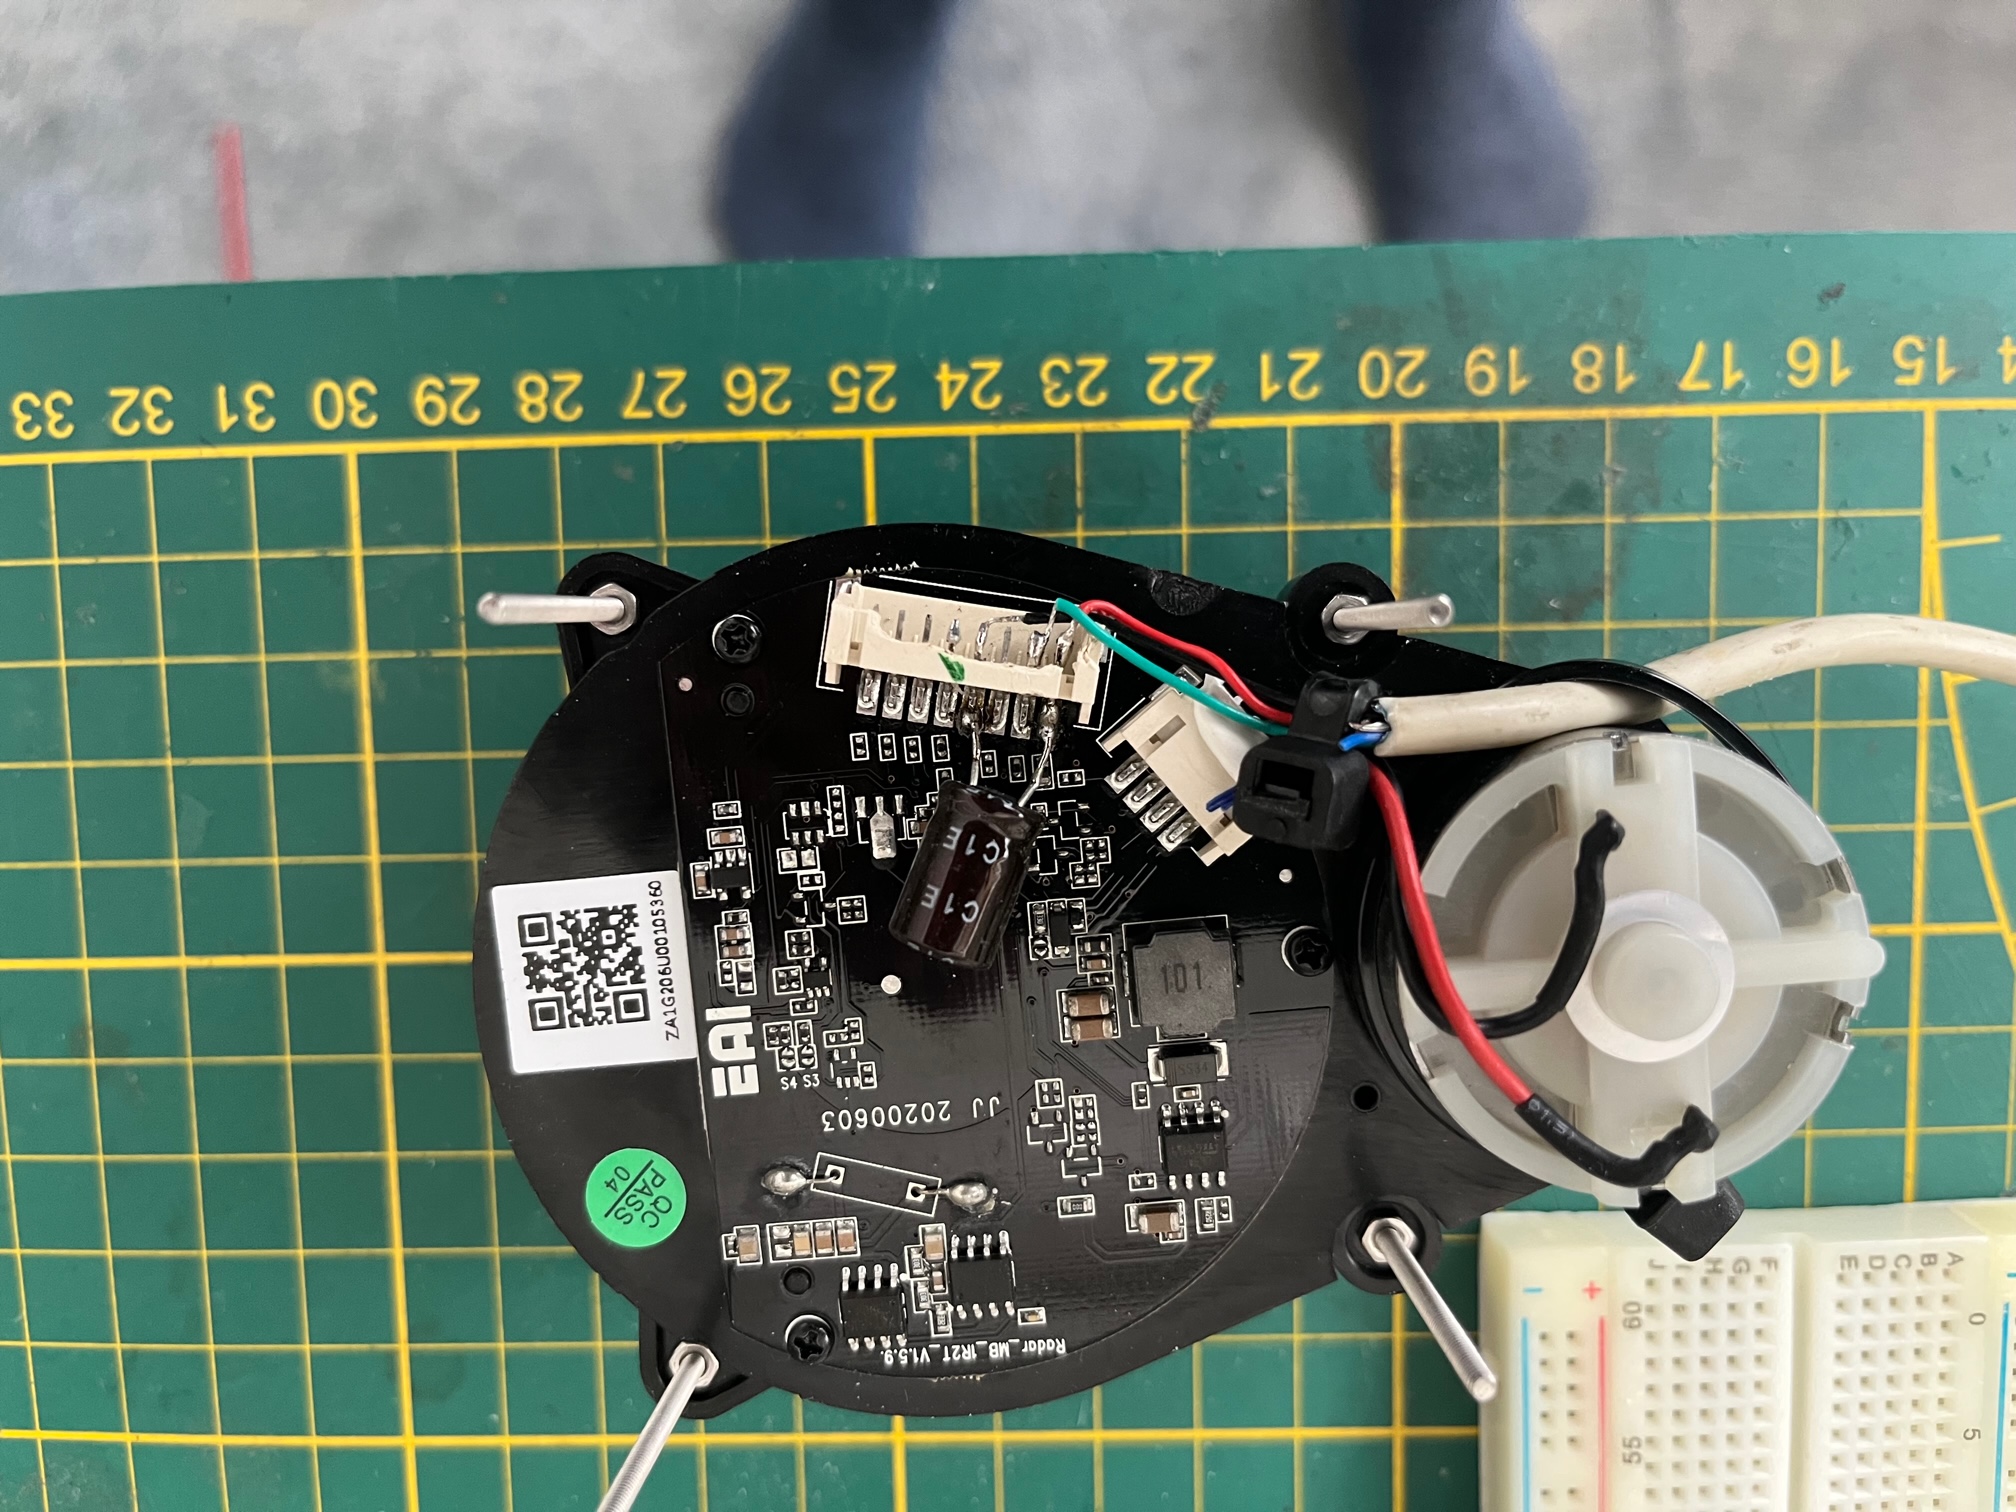 5
0
A B C D E
F G H I J
55
60
+
−
Radar_MB_1R2T_V1.5.9.
QC
PASS
04
JJ 20200603
S4 S3
EAI
ZA1G206U00105360
101
C1E
C1E
4 15 16 17 18 19 20 21 22 23 24 25 26 27 28 29 30 31 32 33